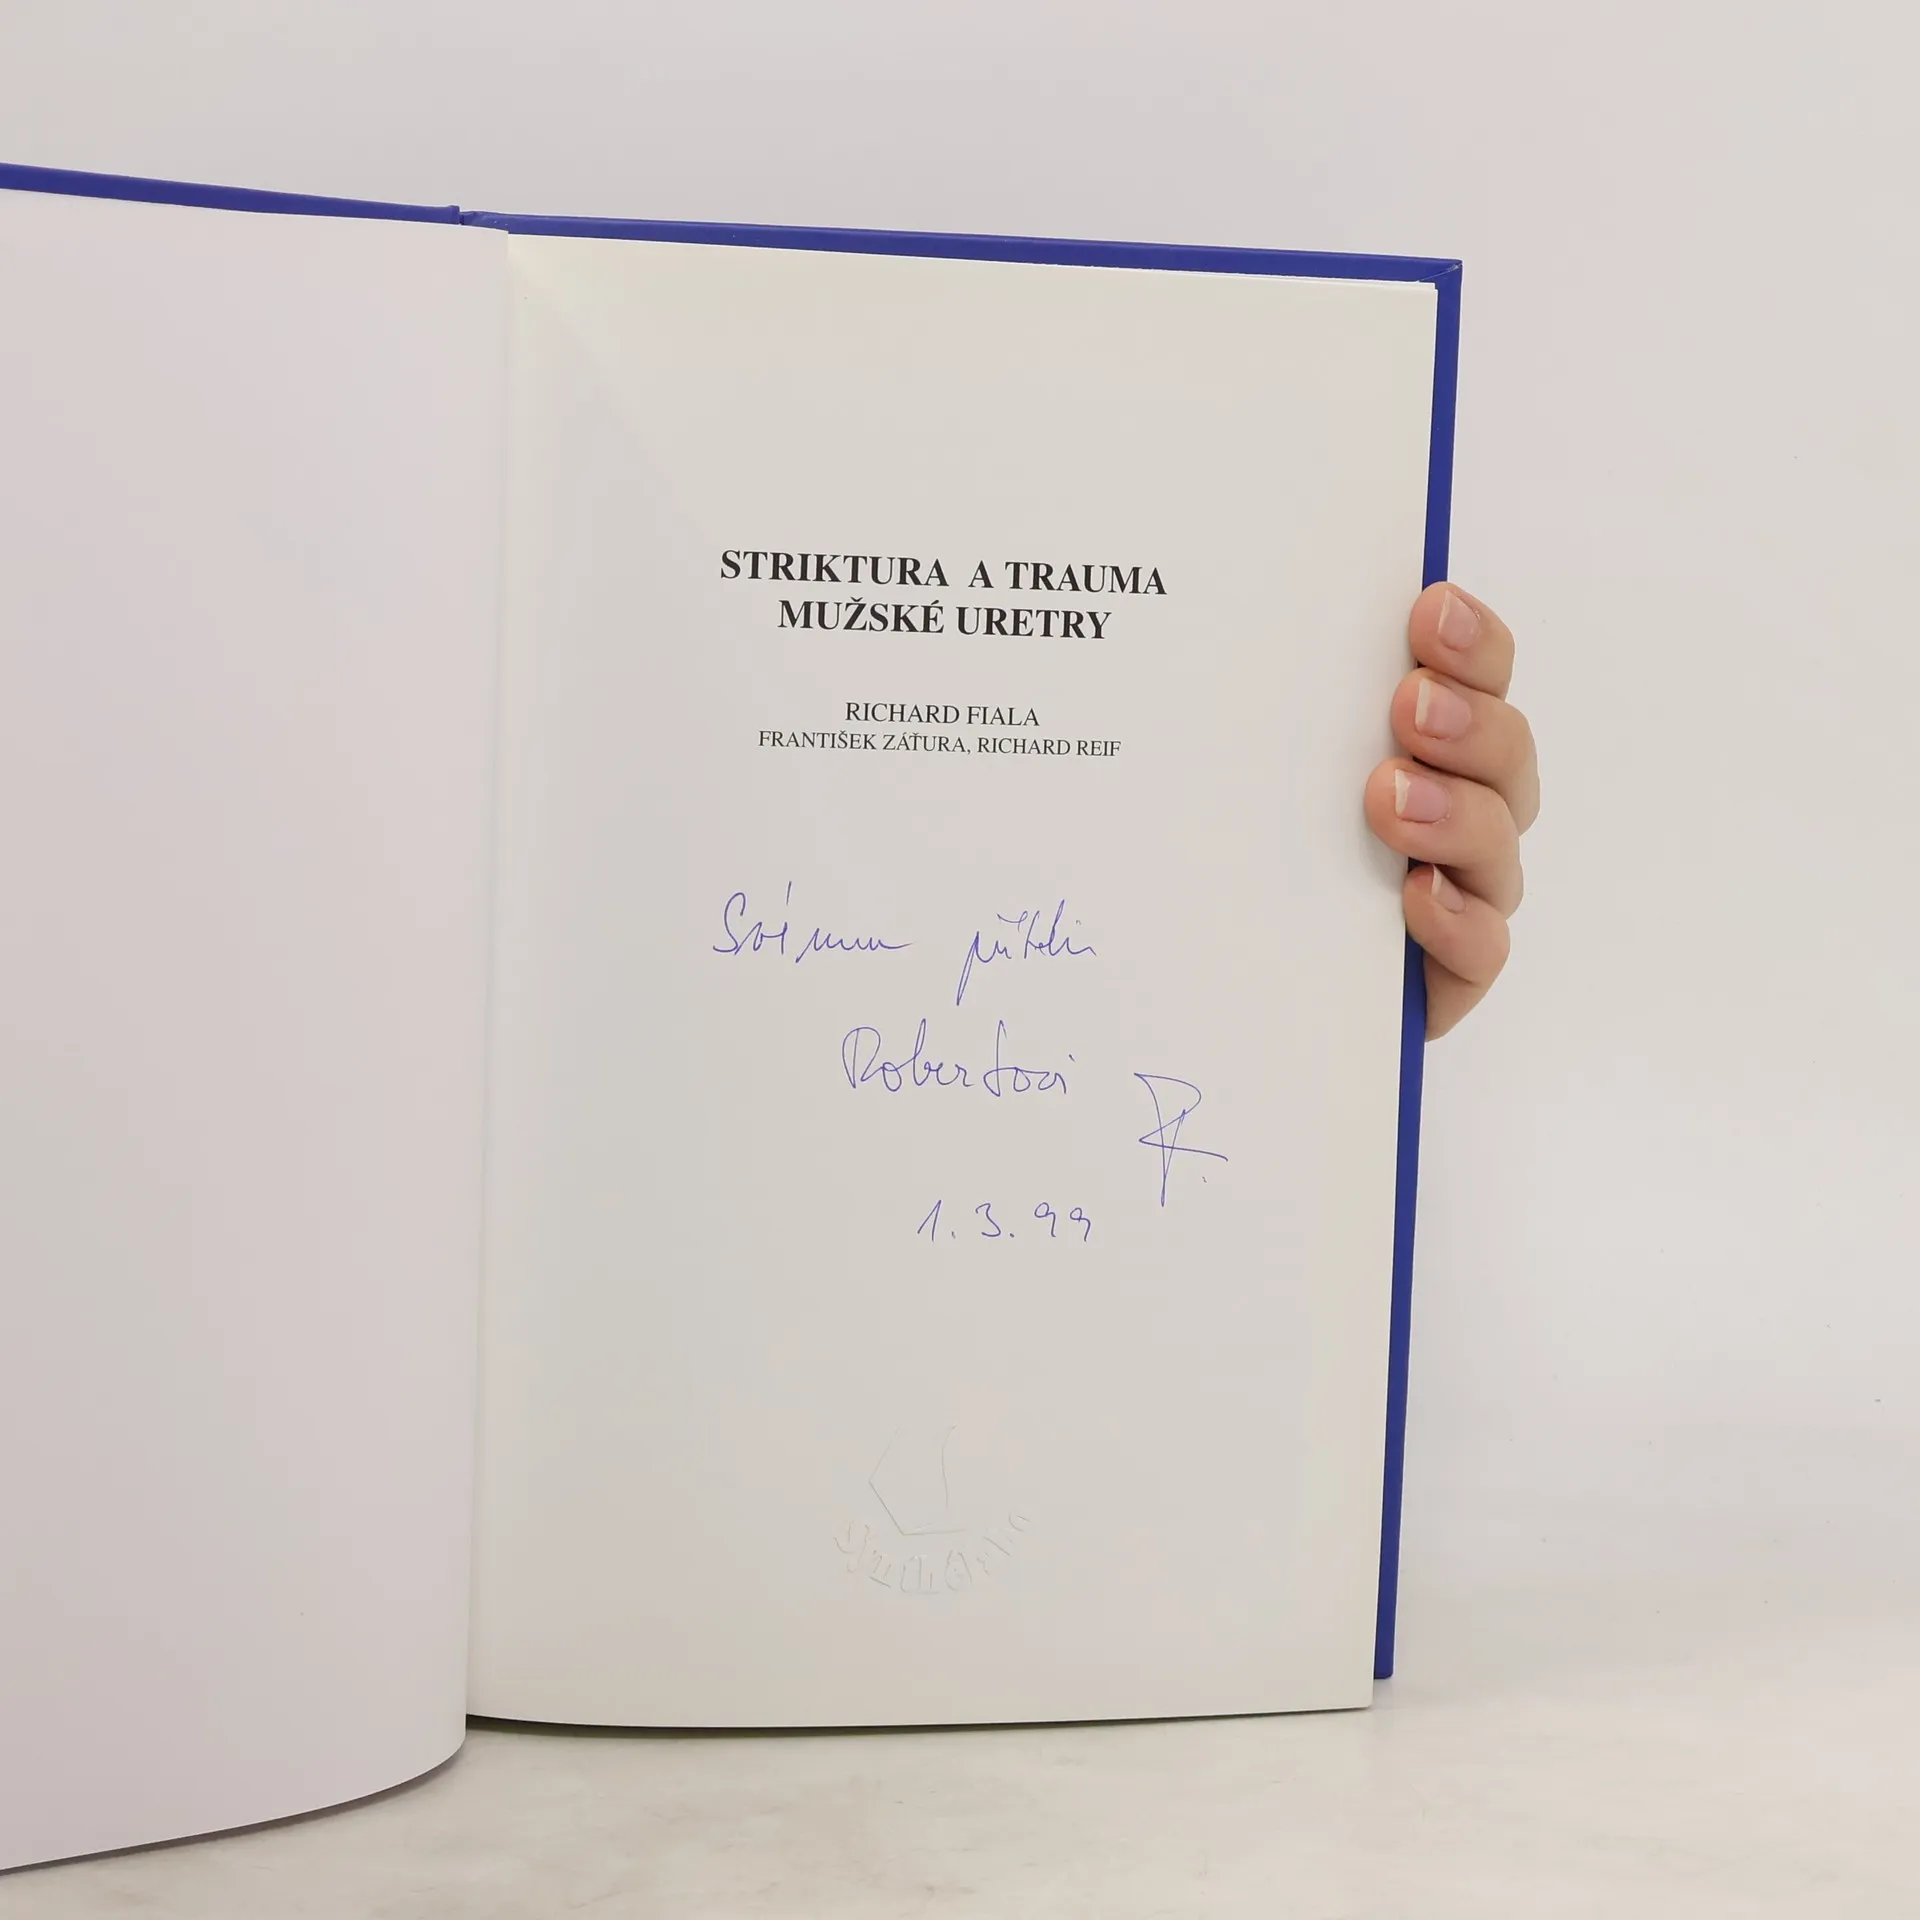 STRIKTURA A TRAUMA
MUŽSKÉ URETRY
RICHARD FIALA
FRANTIŠEK ZÁŤURA, RICHARD REIF
Svému příteli
Robertovi
1. 3. 99